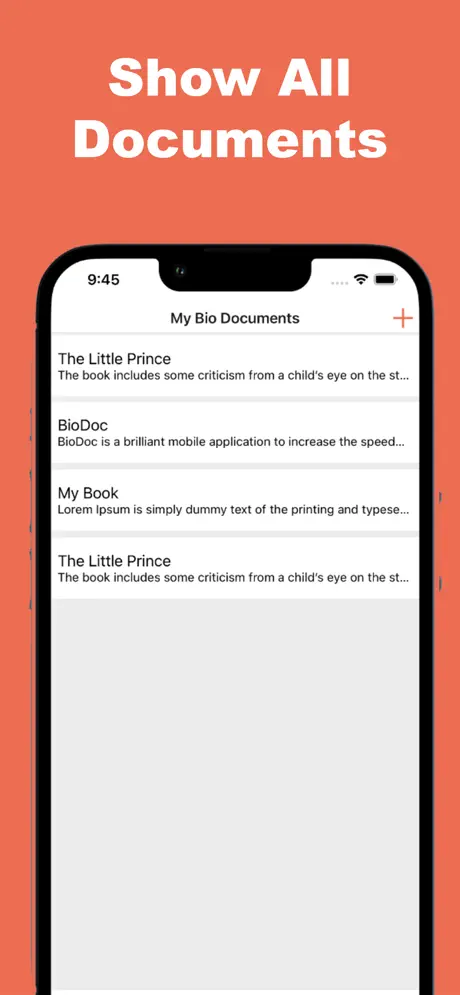 Show All
Documents
9:45
My Bio Documents
The Little Prince
The book includes some criticism from a child's eye on the st...
BioDoc
BioDoc is a brilliant mobile application to increase the speed...
My Book
Lorem Ipsum is simply dummy text of the printing and typese...
The Little Prince
The book includes some criticism from a child's eye on the st...